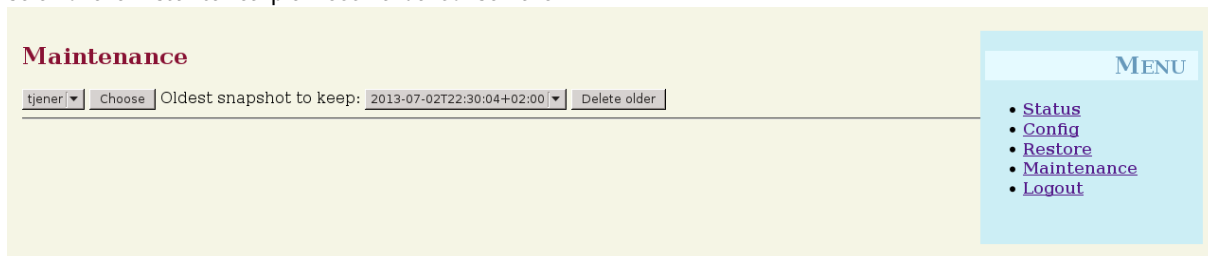 Maintenance
tjener Choose Oldest snapshot to keep: 2013-07-02T22:30:04+02:00 Delete older
MENU
• Status
• Config
• Restore
• Maintenance
• Logout